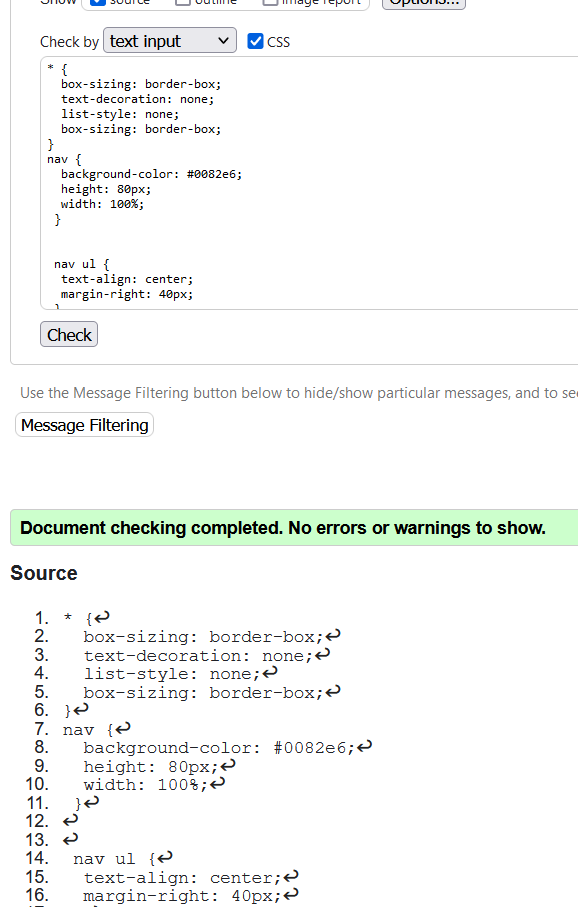 Show source outline image report Options...
Check by text input CSS
* {
  box-sizing: border-box;
  text-decoration: none;
  list-style: none;
  box-sizing: border-box;
}
nav {
  background-color: #0082e6;
  height: 80px;
  width: 100%;
 }
 nav ul {
  text-align: center;
  margin-right: 40px;
Check
Use the Message Filtering button below to hide/show particular messages, and to
Message Filtering
Document checking completed. No errors or warnings to show.
Source
1. * {↩
2.   box-sizing: border-box;↩
3.   text-decoration: none;↩
4.   list-style: none;↩
5.   box-sizing: border-box;↩
6. }↩
7. nav {↩
8.   background-color: #0082e6;↩
9.   height: 80px;↩
10.   width: 100%;↩
11.  }↩
12. ↩
13. ↩
14.  nav ul {↩
15.   text-align: center;↩
16.   margin-right: 40px;↩